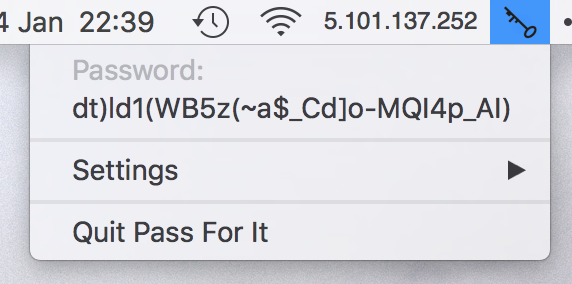 4 Jan 22:39 5.101.137.252
Password:
dt)ld1(WB5z(~a$_Cd]o-MQI4p_AI)
Settings
Quit Pass For It